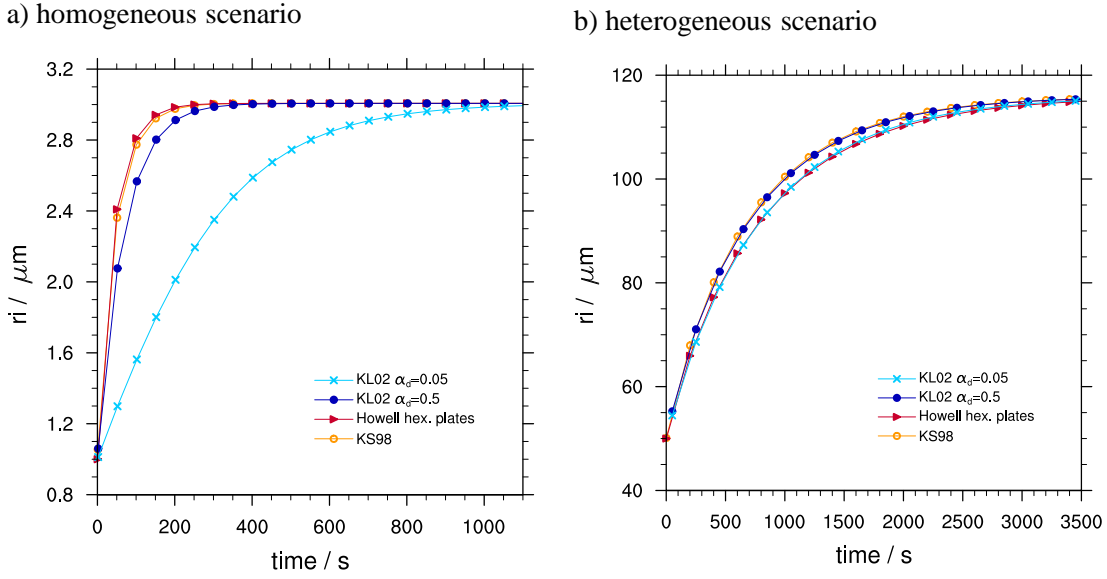 a) homogeneous scenario
3.2
2.8
2.4
2.0
1.6
1.2
0.8
ri / μm
KL02 αd=0.05
KL02 αd=0.5
Howell hex. plates
KS98
0 200 400 600 800 1000
time / s
b) heterogeneous scenario
120
100
80
60
40
ri / μm
KL02 αd=0.05
KL02 αd=0.5
Howell hex. plates
KS98
0 500 1000 1500 2000 2500 3000 3500
time / s